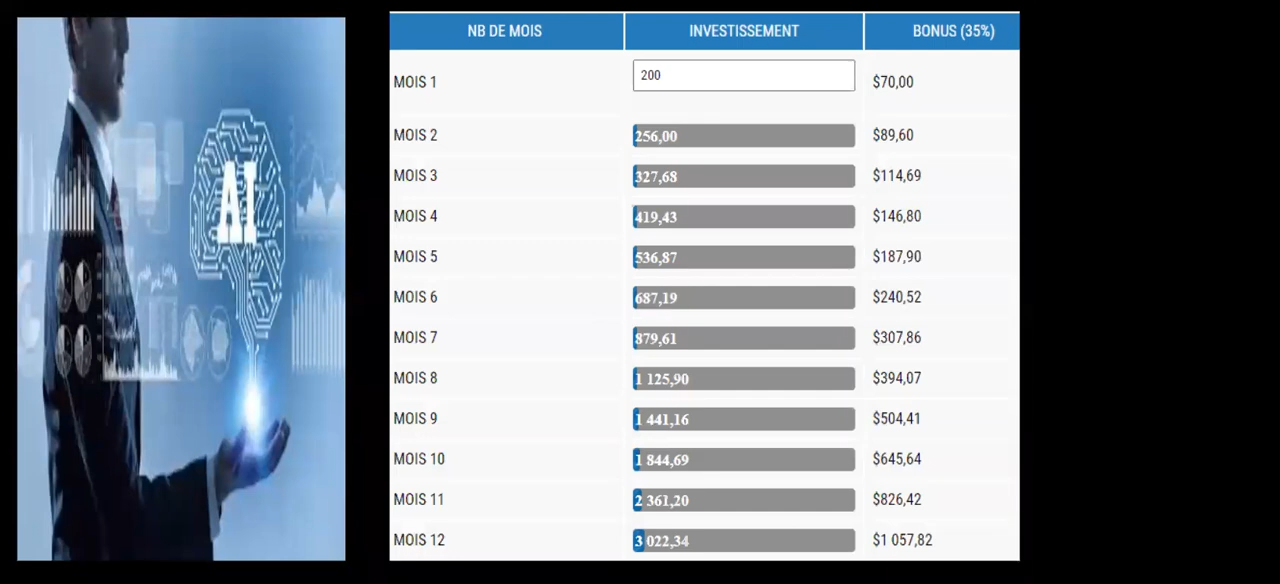 AI
NB DE MOIS INVESTISSEMENT BONUS (35%)
MOIS 1 200 $70,00
MOIS 2 256,00 $89,60
MOIS 3 327,68 $114,69
MOIS 4 419,43 $146,80
MOIS 5 536,87 $187,90
MOIS 6 687,19 $240,52
MOIS 7 879,61 $307,86
MOIS 8 1 125,90 $394,07
MOIS 9 1 441,16 $504,41
MOIS 10 1 844,69 $645,64
MOIS 11 2 361,20 $826,42
MOIS 12 3 022,34 $1 057,82